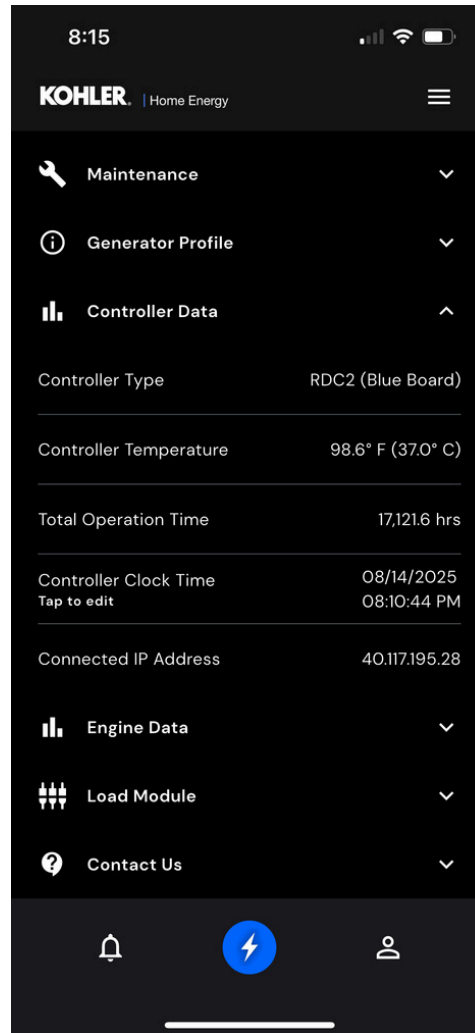 8:15
KOHLER. | Home Energy
Maintenance
Generator Profile
Controller Data
Controller Type RDC2 (Blue Board)
Controller Temperature 98.6° F (37.0° C)
Total Operation Time 17,121.6 hrs
Controller Clock Time 08/14/2025
Tap to edit 08:10:44 PM
Connected IP Address 40.117.195.28
Engine Data
Load Module
Contact Us